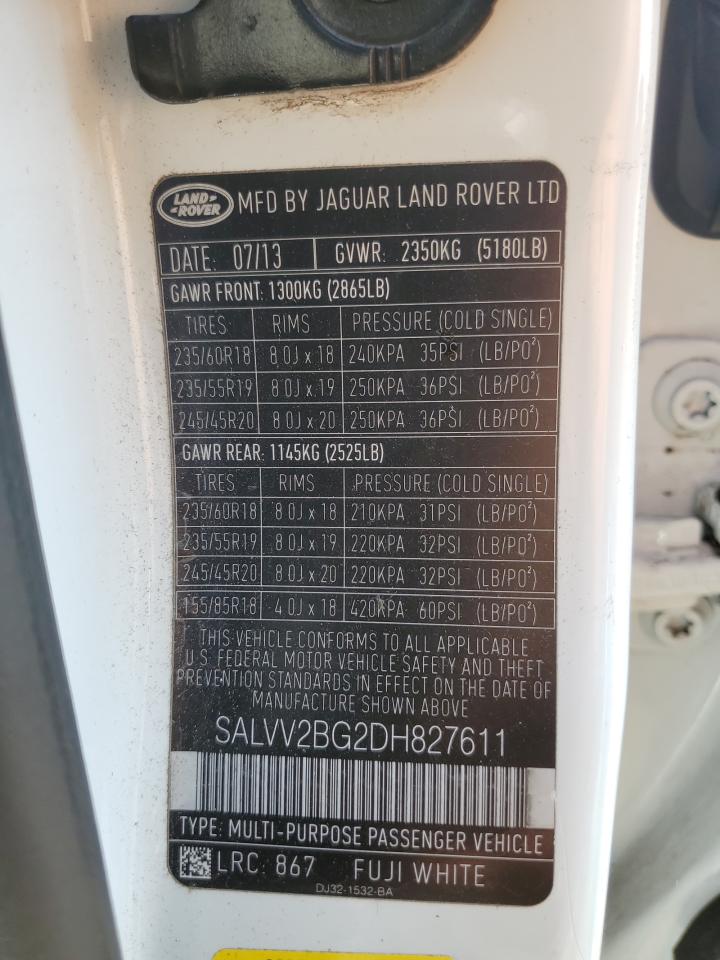 LAND-
-ROVER
MFD BY JAGUAR LAND ROVER LTD
DATE: 07/13 GVWR: 2350KG (5180LB)
GAWR FRONT: 1300KG (2865LB)
TIRES RIMS PRESSURE (COLD SINGLE)
235/60R18 8.0J x 18 240KPA 35PSI (LB/PO²)
235/55R19 8.0J x 19 250KPA 36PSI (LB/PO²)
245/45R20 8.0J x 20 250KPA 36PSI (LB/PO²)
GAWR REAR: 1145KG (2525LB)
TIRES RIMS PRESSURE (COLD SINGLE)
235/60R18 8.0J x 18 210KPA 31PSI (LB/PO²)
235/55R19 8.0J x 19 220KPA 32PSI (LB/PO²)
245/45R20 8.0J x 20 220KPA 32PSI (LB/PO²)
155/85R18 4.0J x 18 420KPA 60PSI (LB/PO²)
THIS VEHICLE CONFORMS TO ALL APPLICABLE
U.S. FEDERAL MOTOR VEHICLE SAFETY AND THEFT
PREVENTION STANDARDS IN EFFECT ON THE DATE OF
MANUFACTURE SHOWN ABOVE
SALVV2BG2DH827611
TYPE: MULTI-PURPOSE PASSENGER VEHICLE
LRC: 867 FUJI WHITE
DJ32-1532-BA